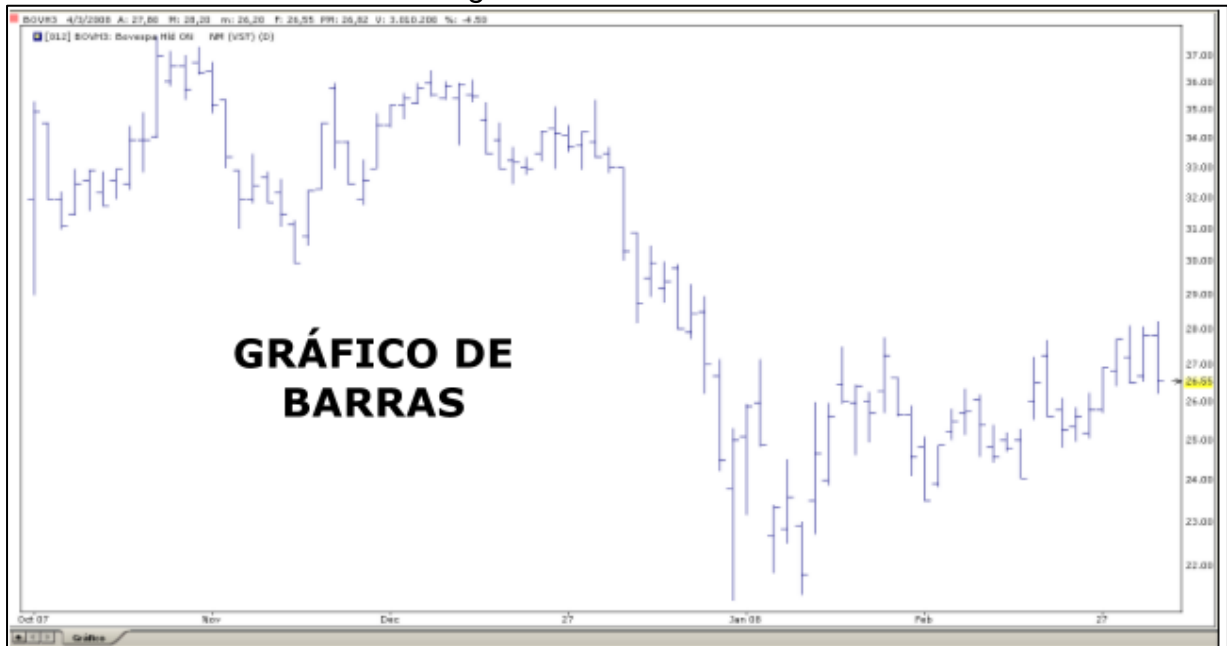 BOVH3 4/3/2008 A: 27,80 M: 28,20 m: 26,20 F: 26,55 PM: 26,82 V: 3.010.200 %: -4.50
[012] BOVH3: Bovespa Hld ON NM (VST) (D)
37.00
36.00
35.00
34.00
33.00
32.00
31.00
30.00
29.00
28.00
27.00
26.55
26.00
25.00
24.00
23.00
22.00
GRÁFICO DE
BARRAS
Oct 07 Nov Dec 27 Jan 08 Feb 27
Gráfico